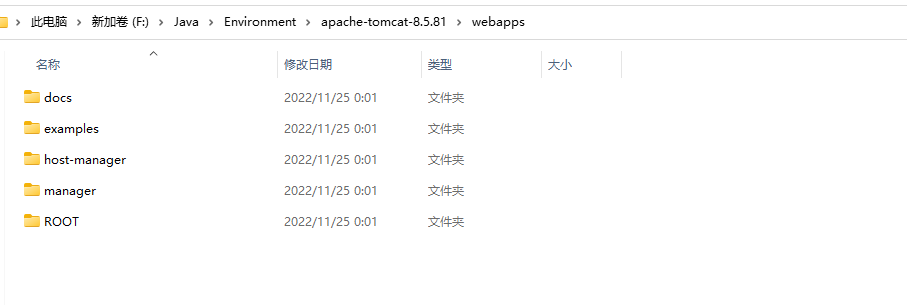 此电脑 > 新加卷 (F:) > Java > Environment > apache-tomcat-8.5.81 > webapps
名称 修改日期 类型 大小
docs 2022/11/25 0:01 文件夹
examples 2022/11/25 0:01 文件夹
host-manager 2022/11/25 0:01 文件夹
manager 2022/11/25 0:01 文件夹
ROOT 2022/11/25 0:01 文件夹